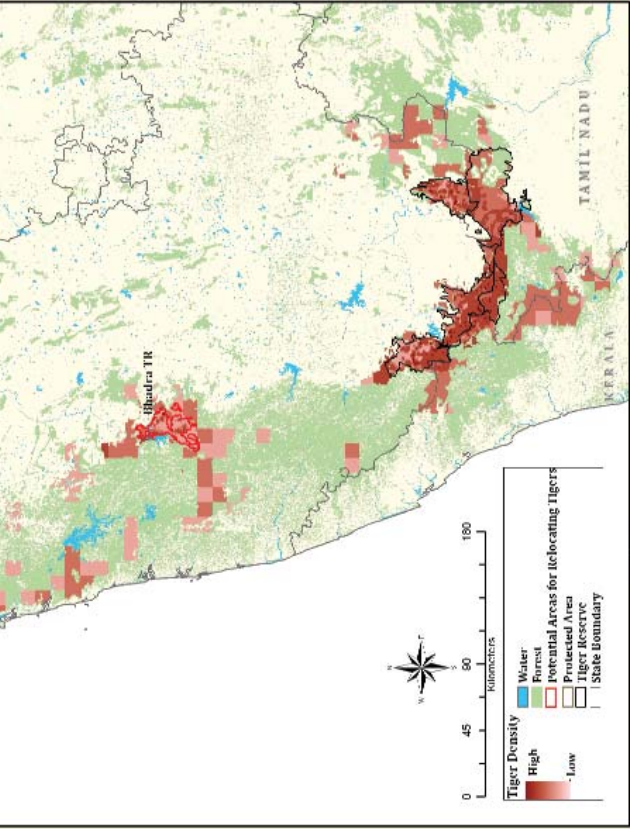 Bhadra TR
TAMIL NADU
KERALA
N
W
E
S
0 45 90 180
Kilometers
Tiger Density
High
Low
Water
Forest
Potential Areas for Relocating Tigers
Protected Area
Tiger Reserve
State Boundary